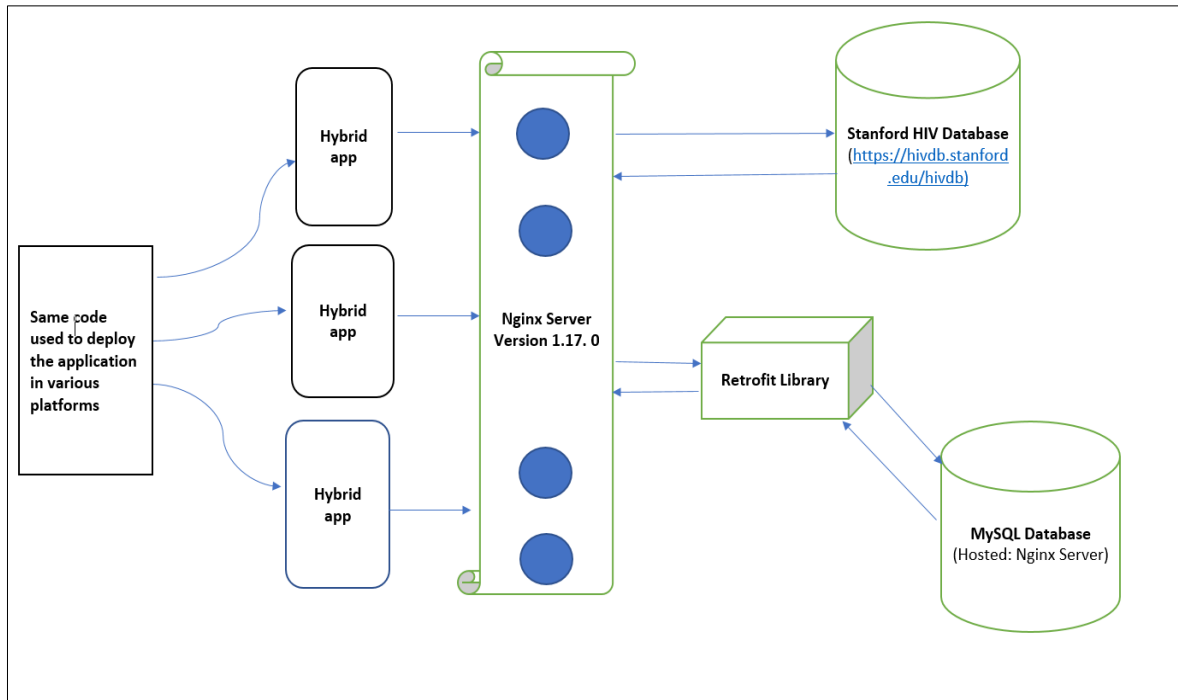 Same code
used to deploy
the application
in various
platforms
Hybrid
app
Hybrid
app
Hybrid
app
Nginx Server
Version 1.17. 0
Stanford HIV Database
(https://hivdb.stanford
.edu/hivdb)
Retrofit Library
MySQL Database
(Hosted: Nginx Server)